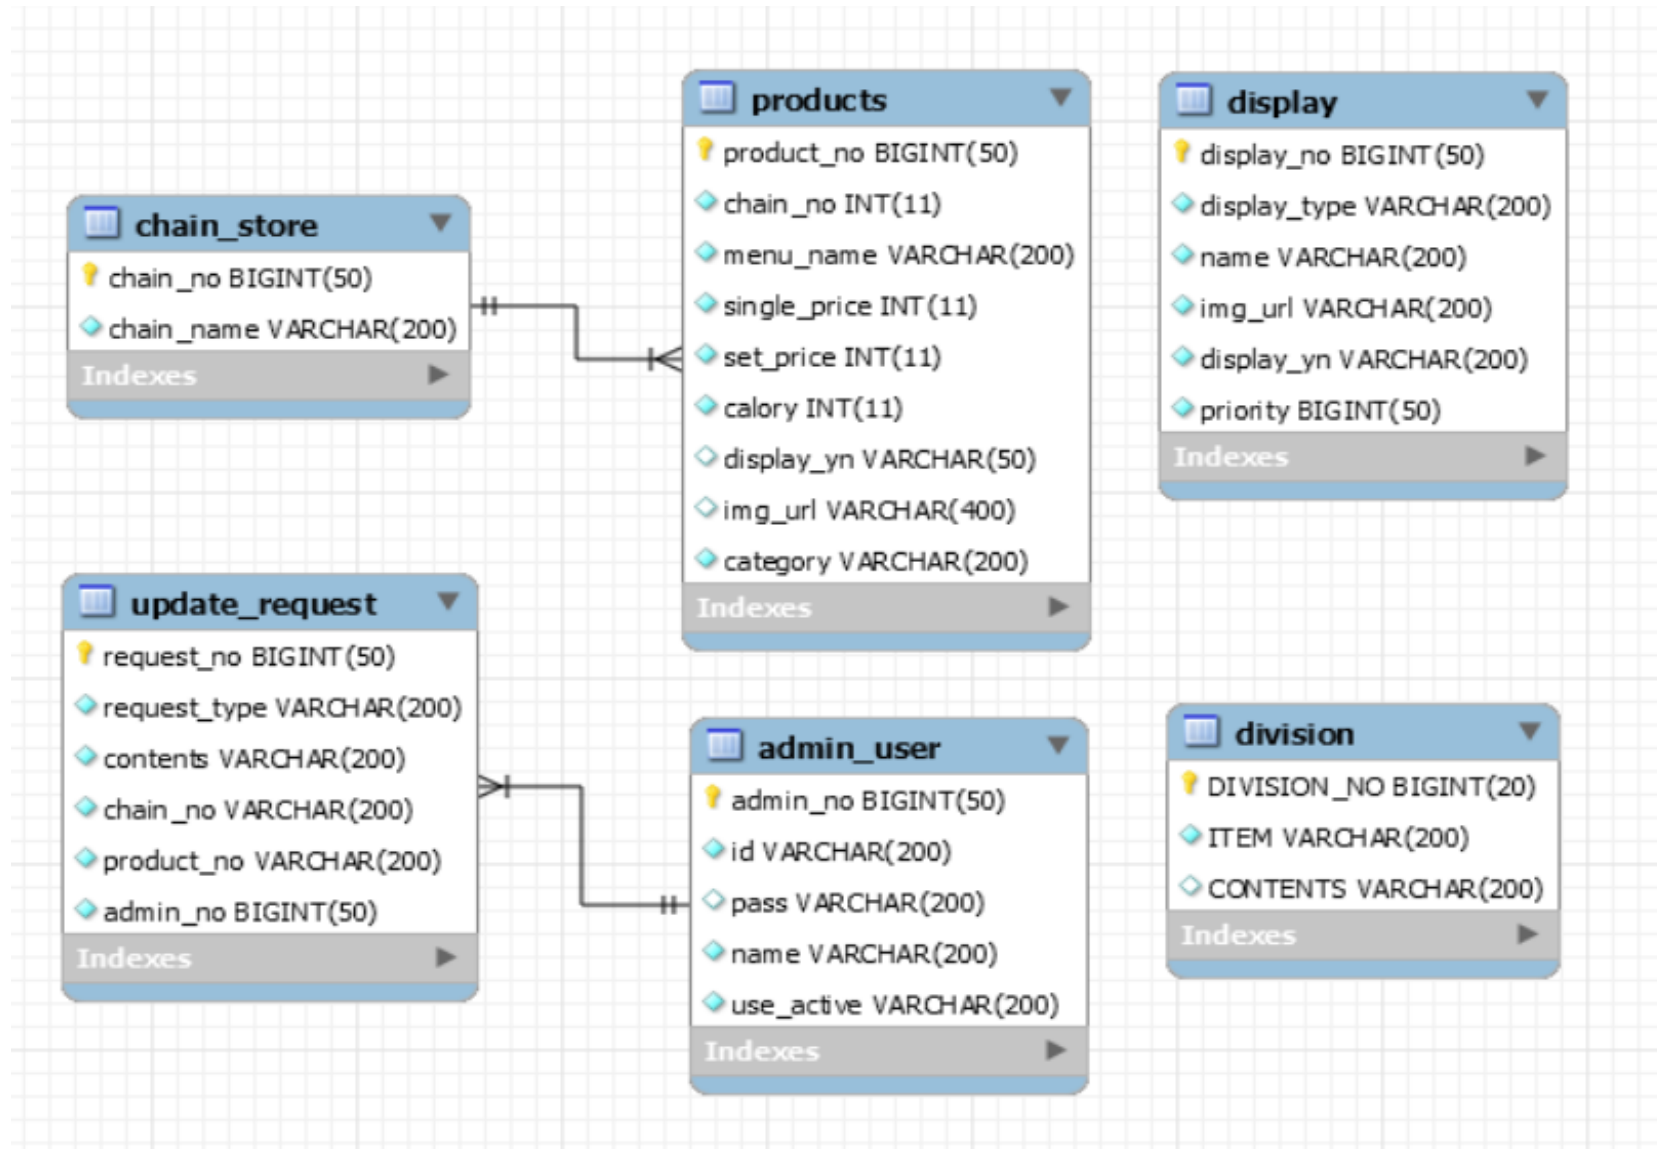 chain_store
chain_no BIGINT(50)
chain_name VARCHAR(200)
Indexes
products
product_no BIGINT(50)
chain_no INT(11)
menu_name VARCHAR(200)
single_price INT(11)
set_price INT(11)
calory INT(11)
display_yn VARCHAR(50)
img_url VARCHAR(400)
category VARCHAR(200)
Indexes
display
display_no BIGINT(50)
display_type VARCHAR(200)
name VARCHAR(200)
img_url VARCHAR(200)
display_yn VARCHAR(200)
priority BIGINT(50)
Indexes
update_request
request_no BIGINT(50)
request_type VARCHAR(200)
contents VARCHAR(200)
chain_no VARCHAR(200)
product_no VARCHAR(200)
admin_no BIGINT(50)
Indexes
admin_user
admin_no BIGINT(50)
id VARCHAR(200)
pass VARCHAR(200)
name VARCHAR(200)
use_active VARCHAR(200)
Indexes
division
DIVISION_NO BIGINT(20)
ITEM VARCHAR(200)
CONTENTS VARCHAR(200)
Indexes